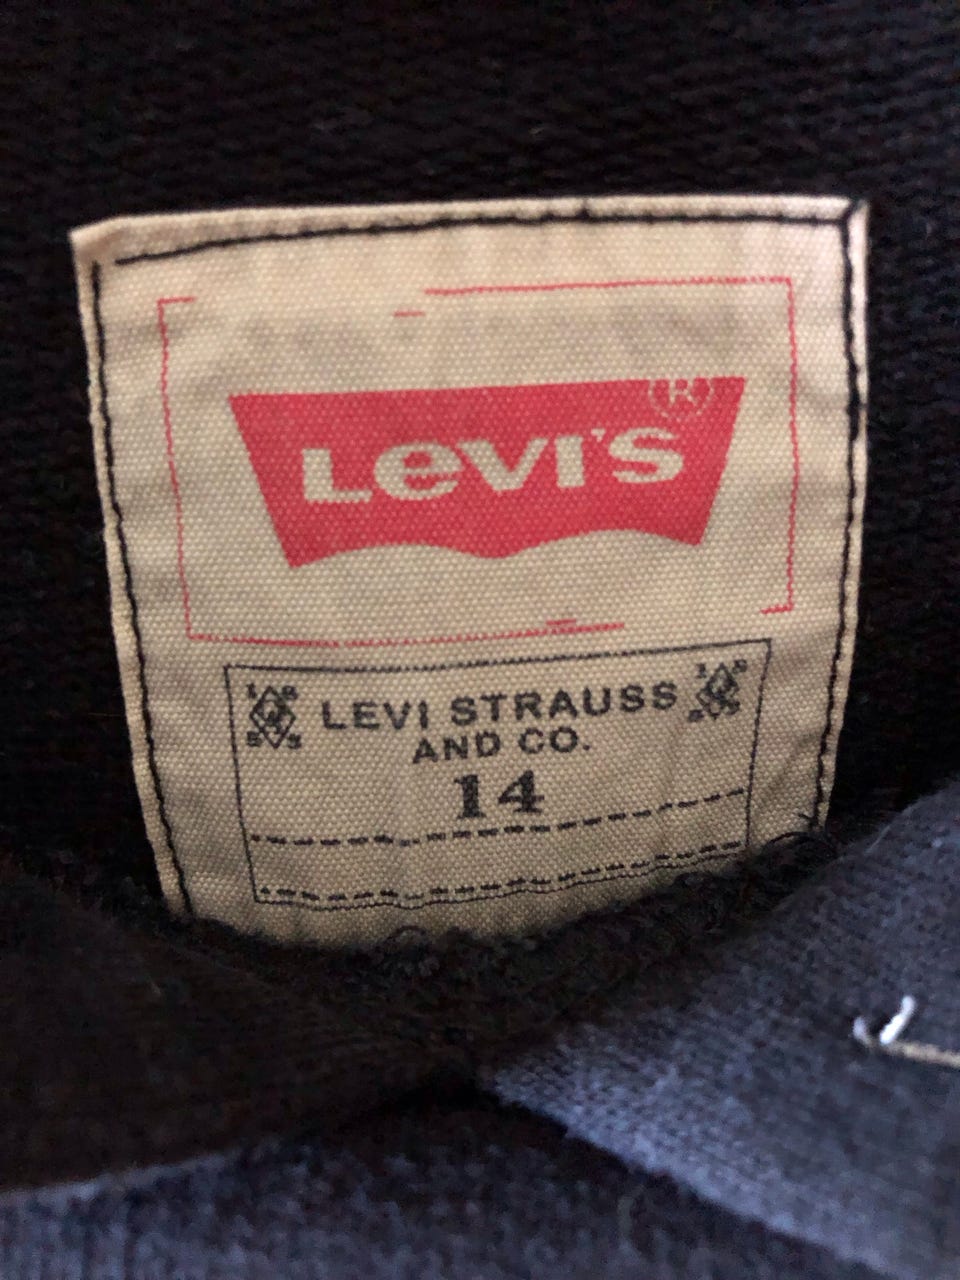 LEVI'S ®
LEVI STRAUSS
AND CO.
14